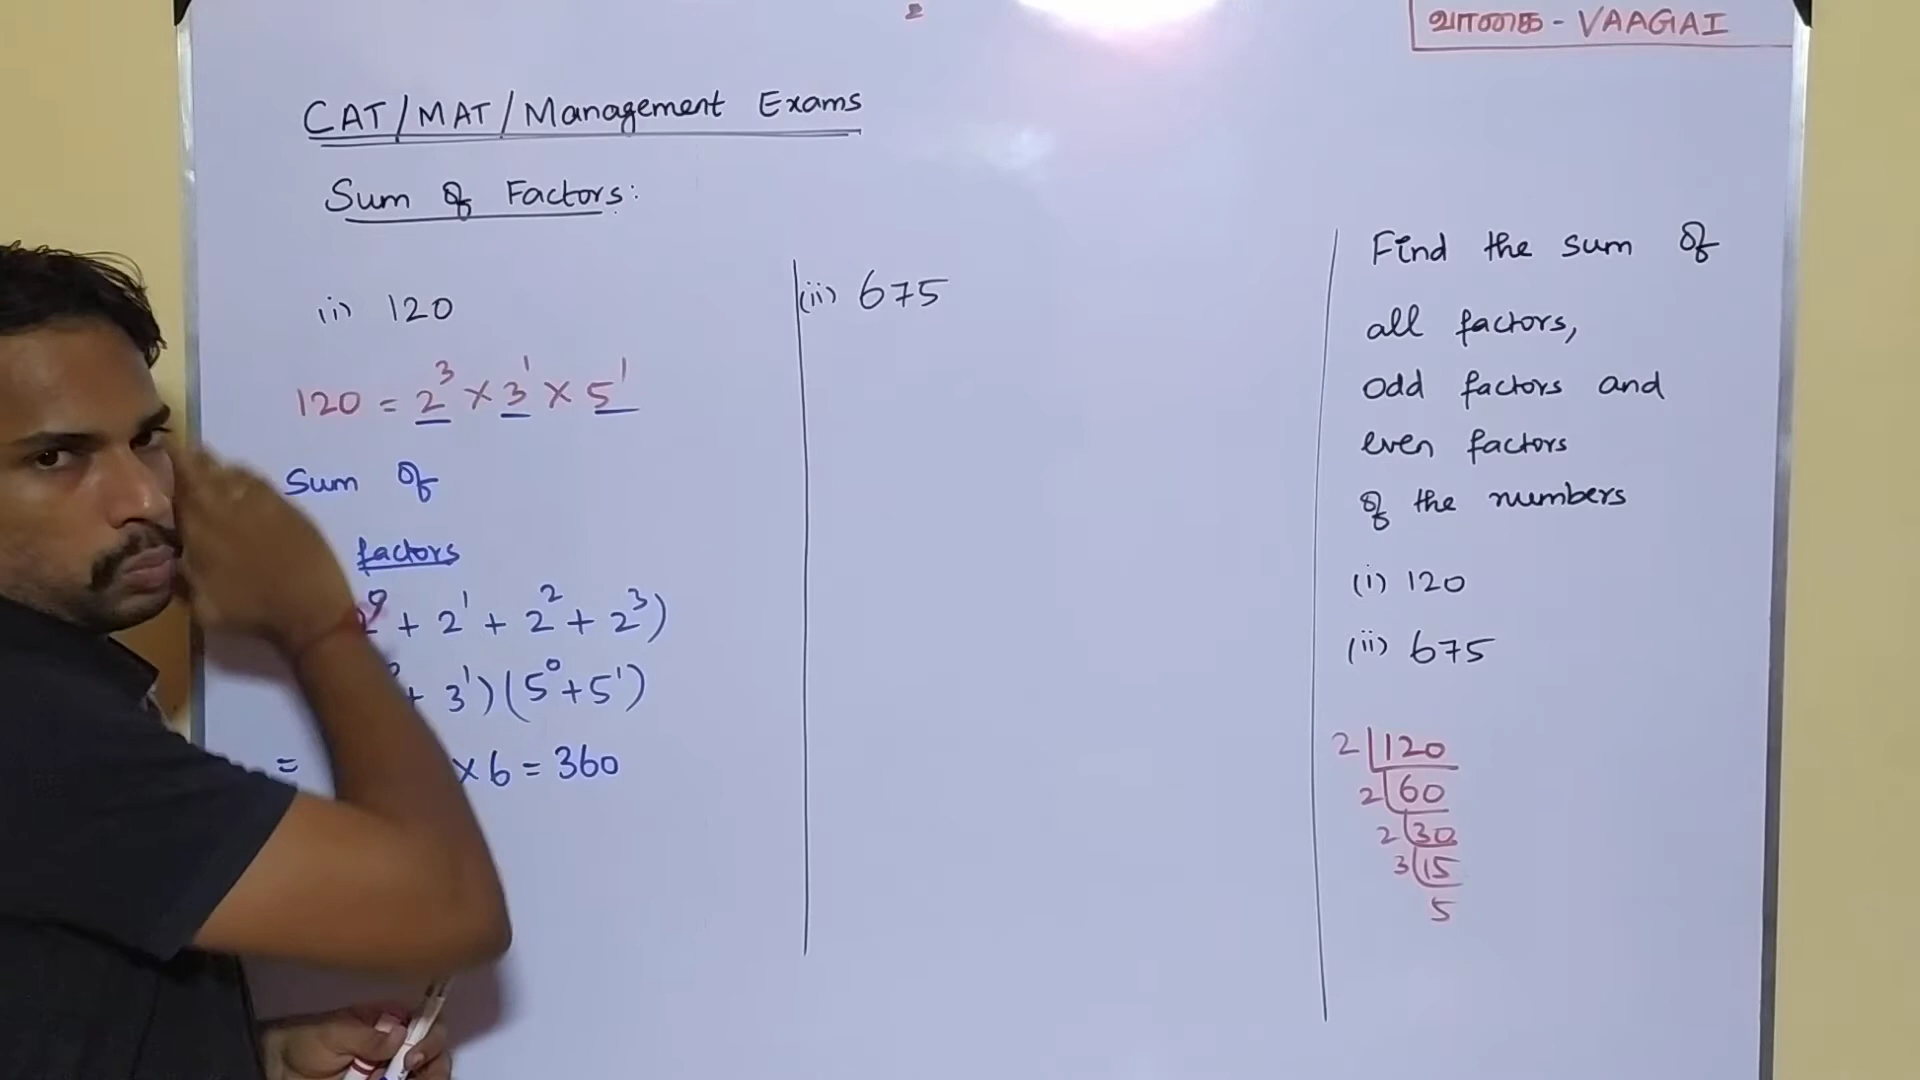 வாகை - VAAGAI
CAT/MAT/Management Exams
Sum of Factors:
(i) 120
120 = 2³ × 3¹ × 5¹
Sum of
factors
2⁰ + 2¹ + 2² + 2³)
+ 3¹)(5⁰+5¹)
= × 6 = 360
(ii) 675
Find the sum of
all factors,
odd factors and
even factors
of the numbers
(i) 120
(ii) 675
2 120
2 60
2 30
3 15
5